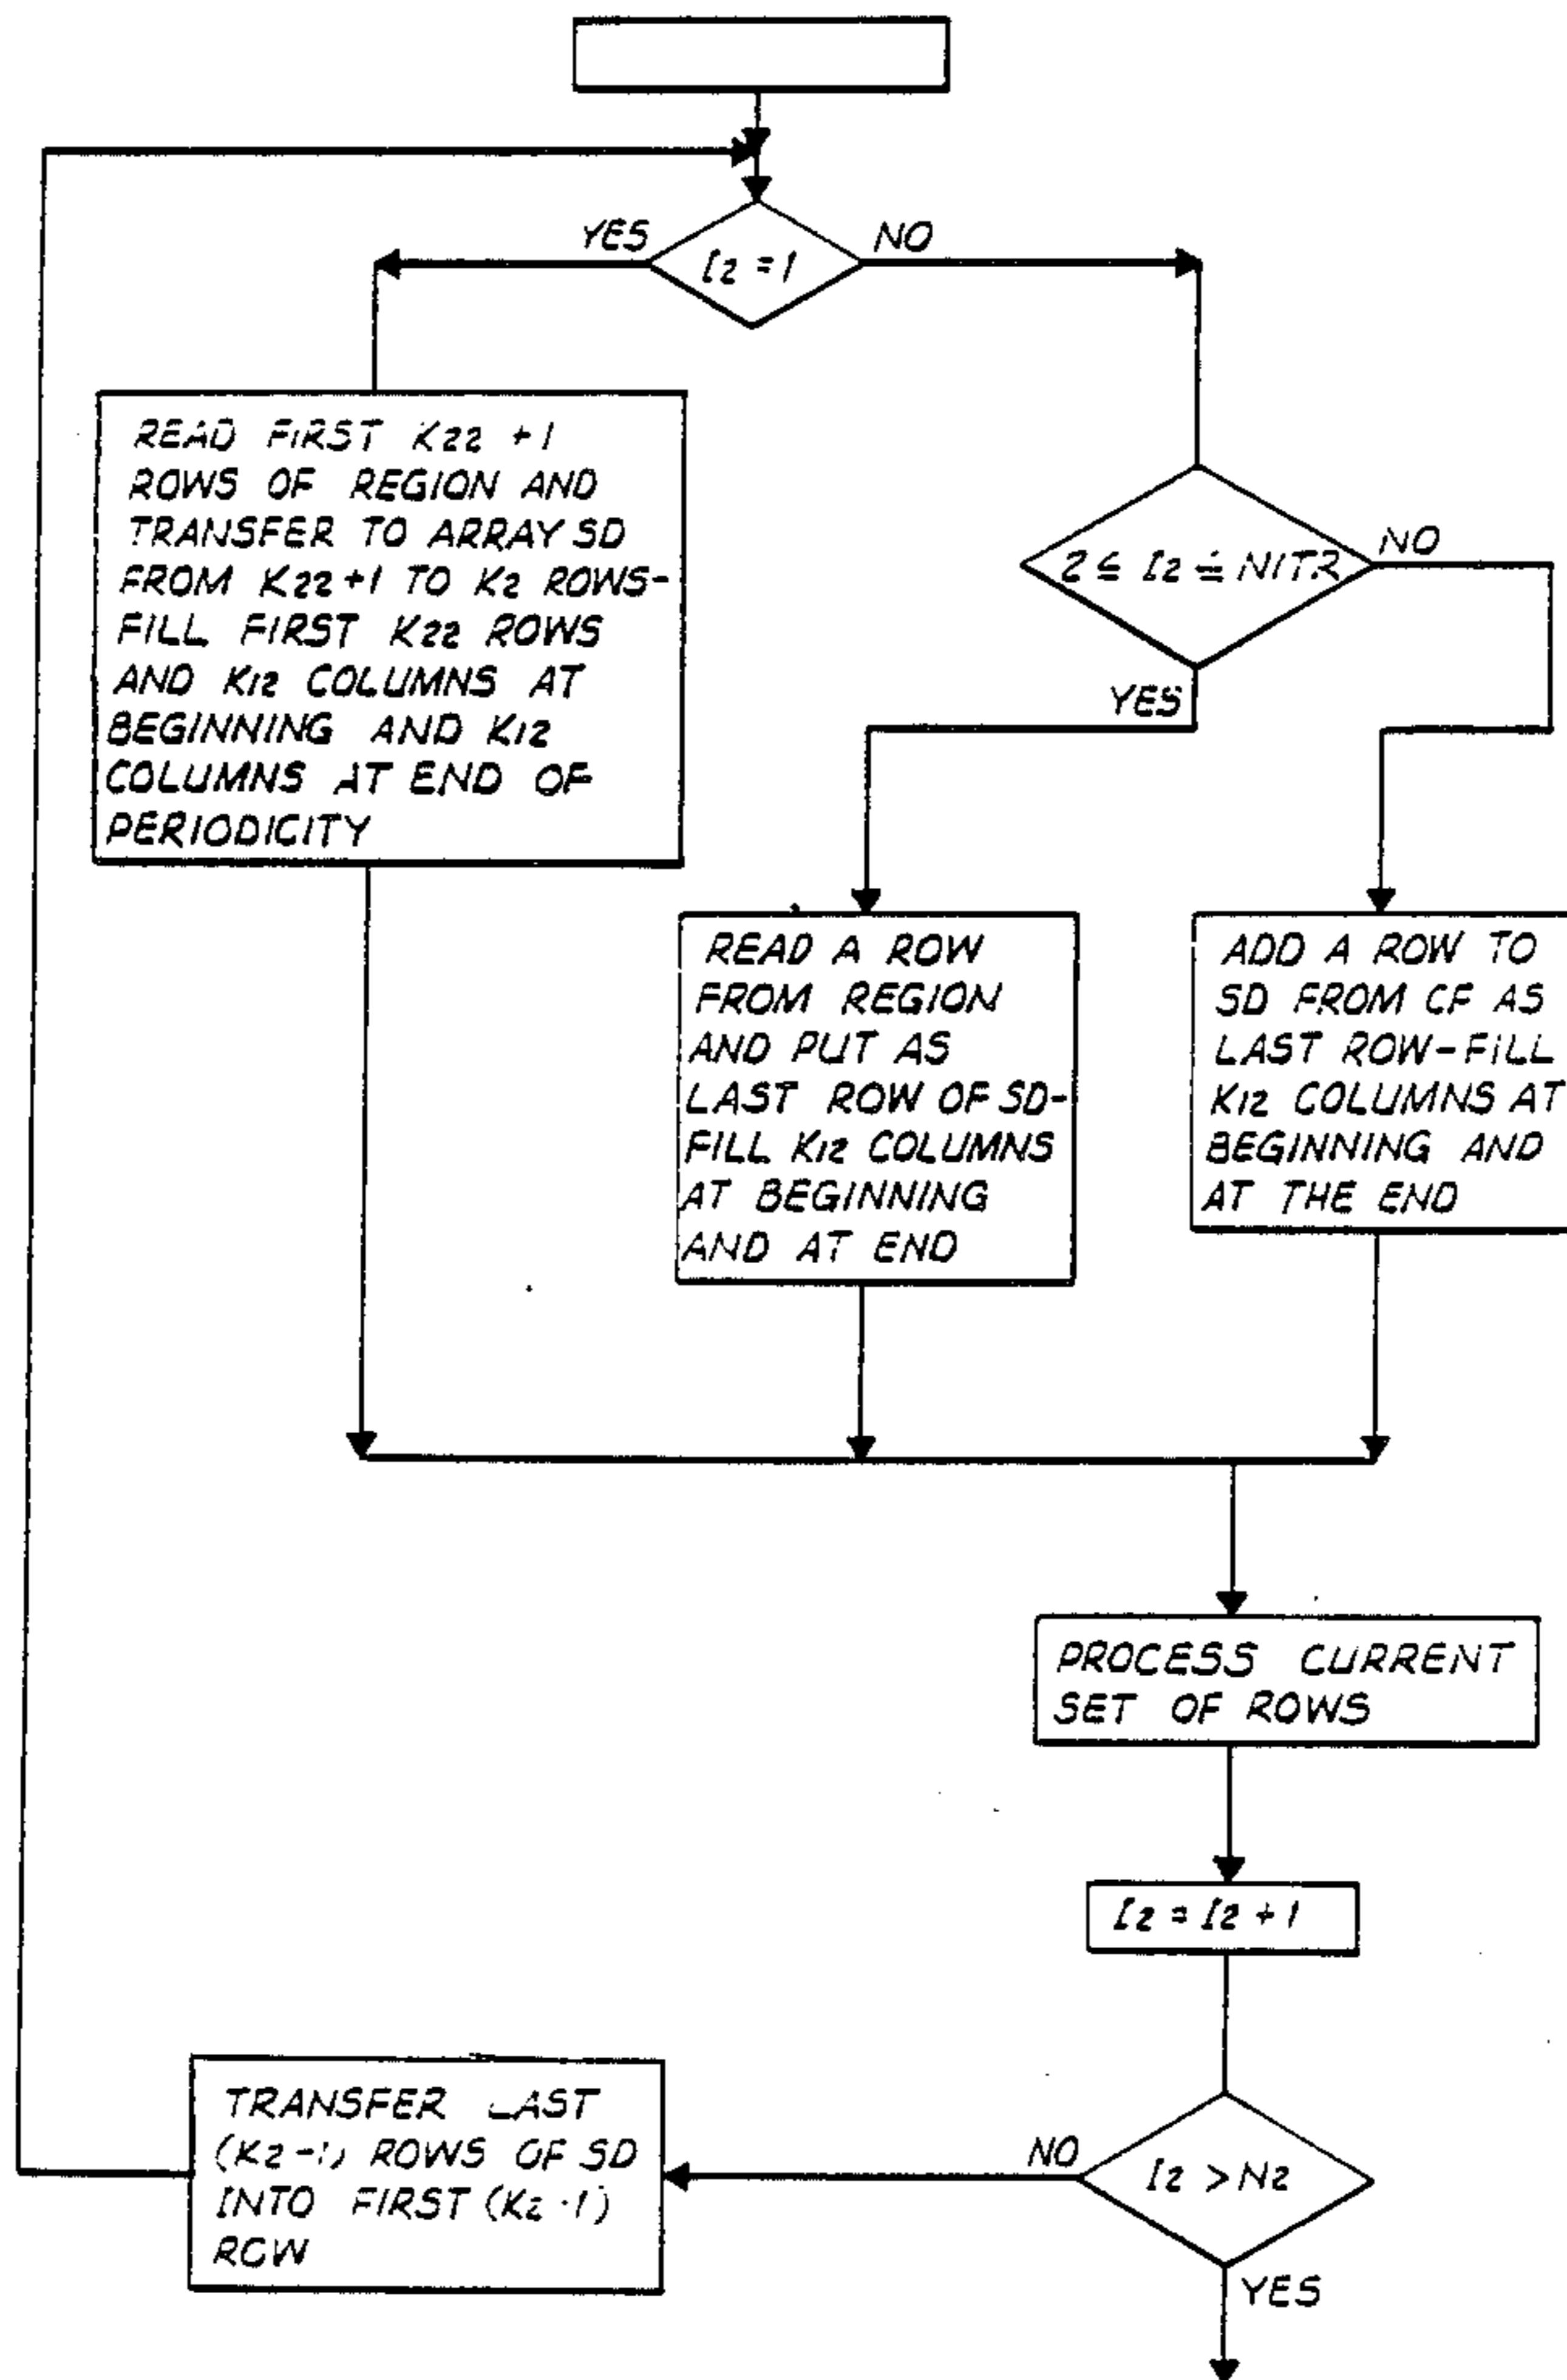 YES
I2 = 1
NO
READ FIRST K22 +1
ROWS OF REGION AND
TRANSFER TO ARRAY SD
FROM K22+1 TO K2 ROWS-
FILL FIRST K22 ROWS
AND K12 COLUMNS AT
BEGINNING AND K12
COLUMNS AT END OF
PERIODICITY
2 ≤ I2 ≤ NITR
NO
YES
READ A ROW
FROM REGION
AND PUT AS
LAST ROW OF SD-
FILL K12 COLUMNS
AT BEGINNING
AND AT END
ADD A ROW TO
SD FROM CF AS
LAST ROW-FILL
K12 COLUMNS AT
BEGINNING AND
AT THE END
PROCESS CURRENT
SET OF ROWS
I2 = I2 + 1
TRANSFER LAST
(K2-1) ROWS OF SD
INTO FIRST (K2-1)
ROW
NO
I2 > N2
YES